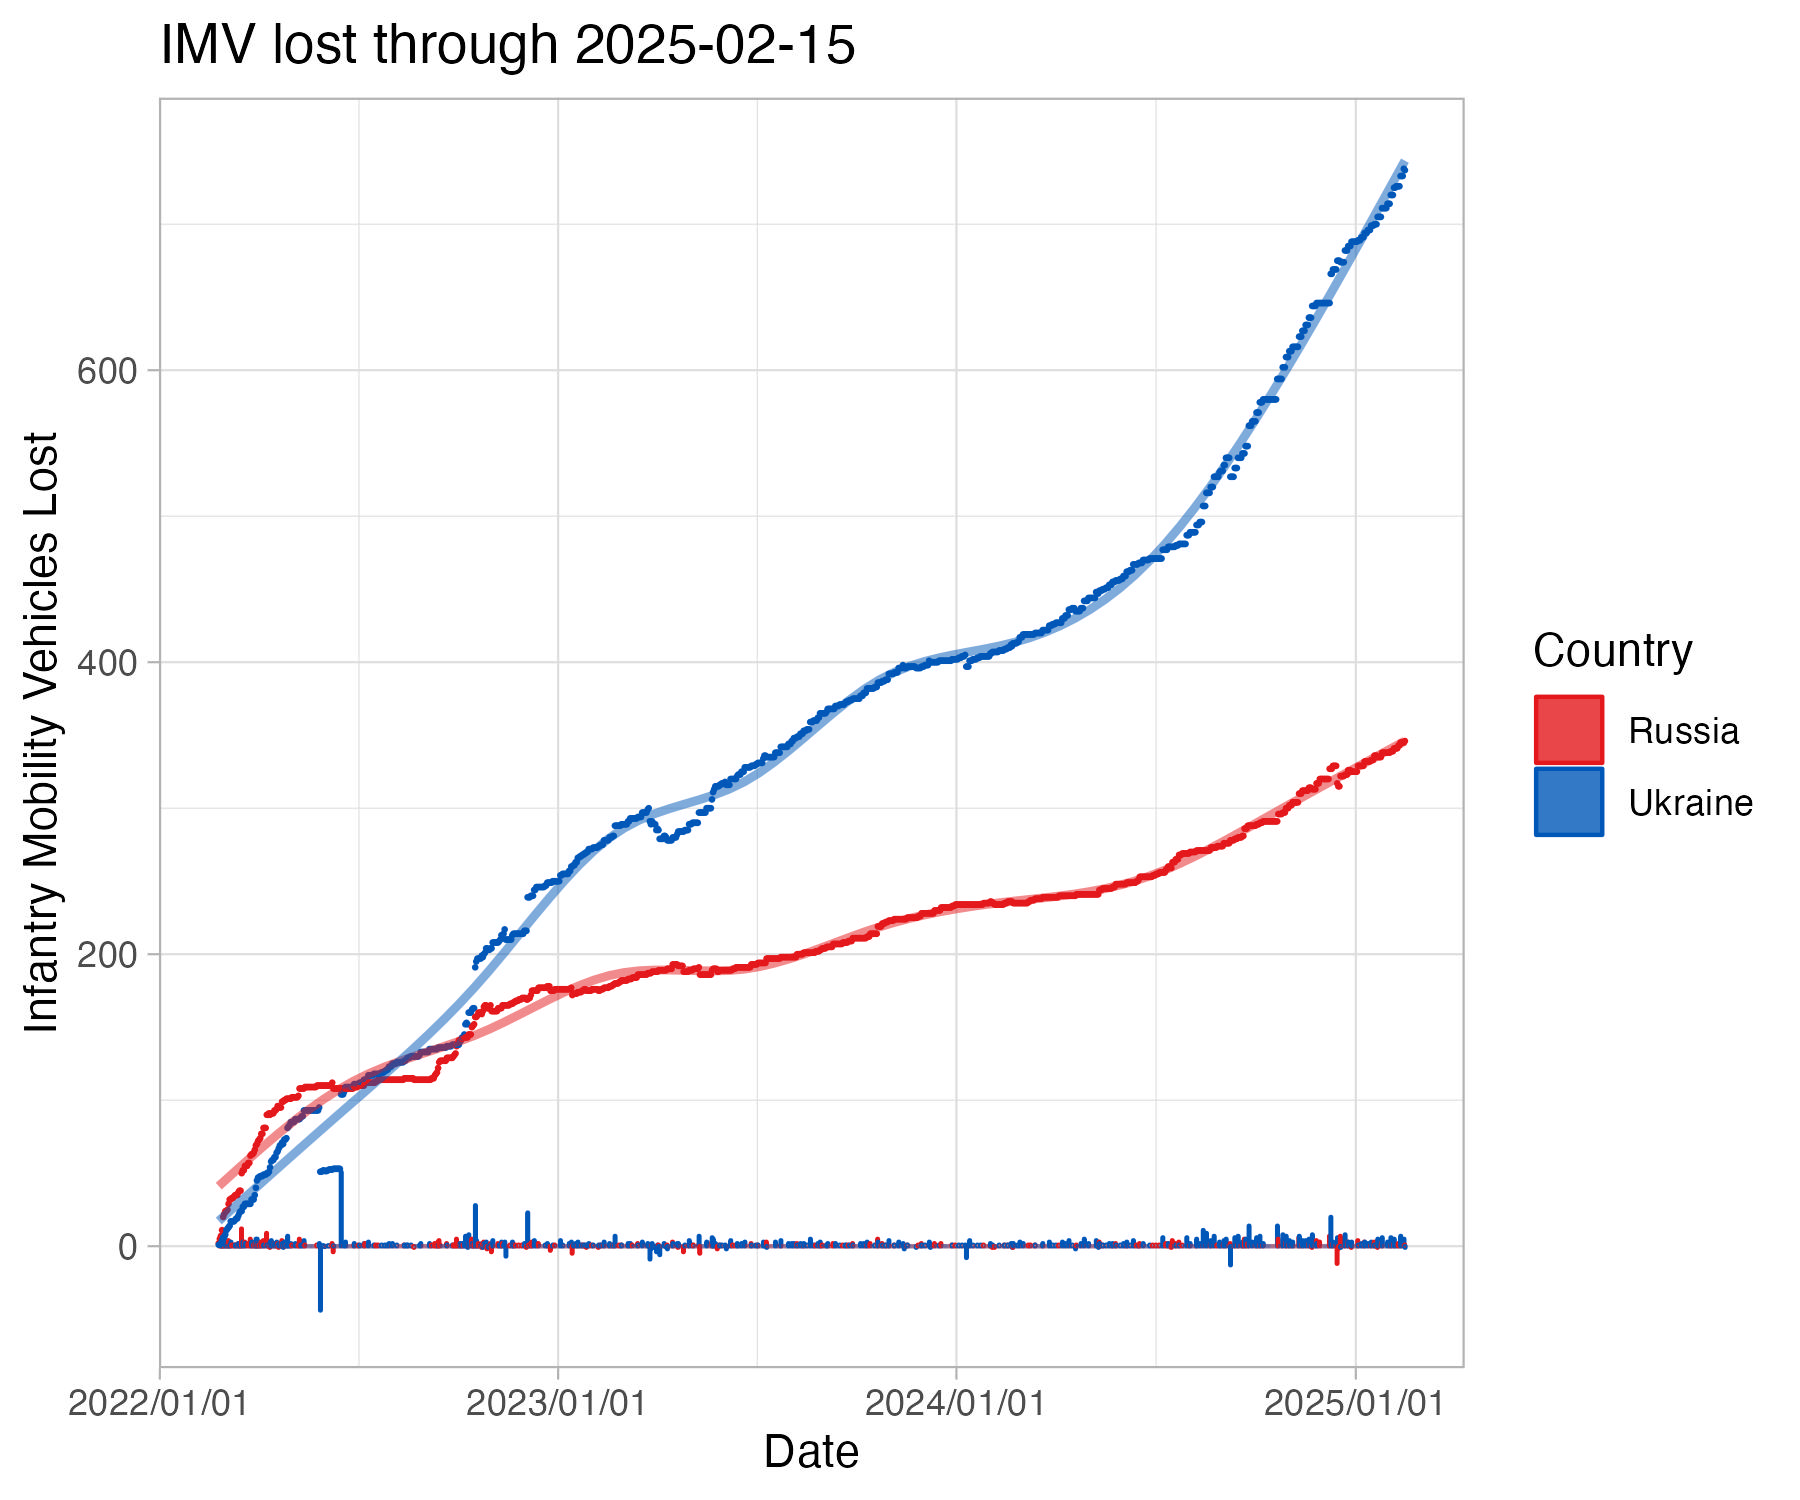 IMV lost through 2025-02-15
Infantry Mobility Vehicles Lost
600
400
200
0
2022/01/01
2023/01/01
2024/01/01
2025/01/01
Date
Country
Russia
Ukraine